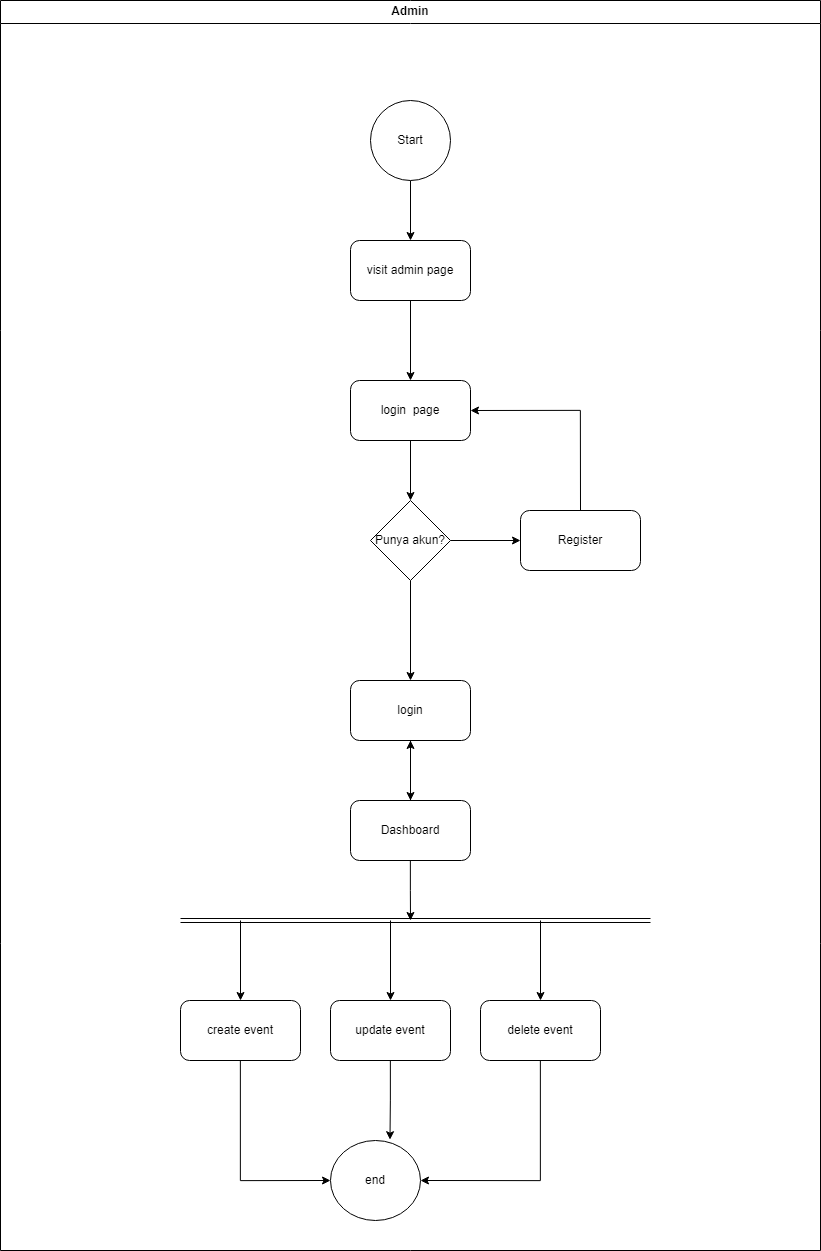 Admin
Start
visit admin page
login  page
Punya akun?
Register
login
Dashboard
create event
update event
delete event
end